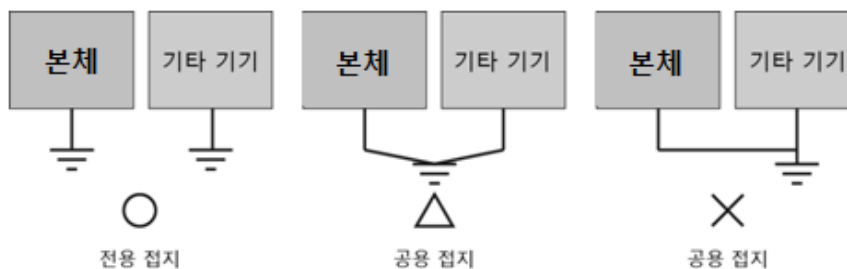 본체 기타 기기 본체 기타 기기 본체 기타 기기
전용 접지 공용 접지 공용 접지